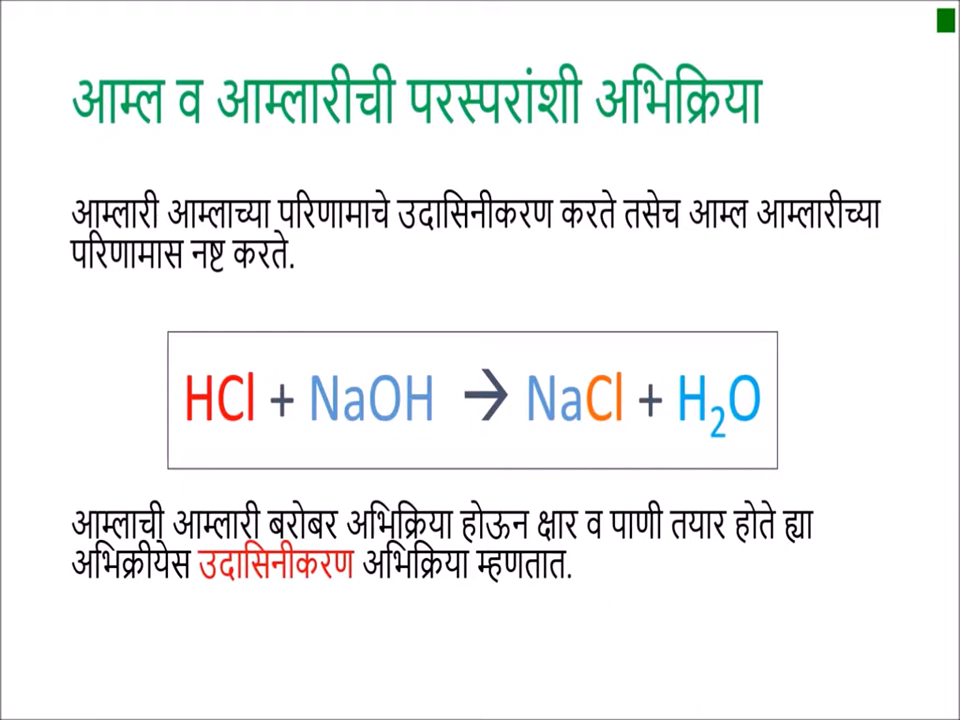 आम्ल व आम्लारीची परस्परांशी अभिक्रिया
आम्लारी आम्लाच्या परिणामाचे उदासिनीकरण करते तसेच आम्ल आम्लारीच्या
परिणामास नष्ट करते.
HCl + NaOH → NaCl + H₂O
आम्लाची आम्लारी बरोबर अभिक्रिया होऊन क्षार व पाणी तयार होते ह्या
अभिक्रीयेस उदासिनीकरण अभिक्रिया म्हणतात.